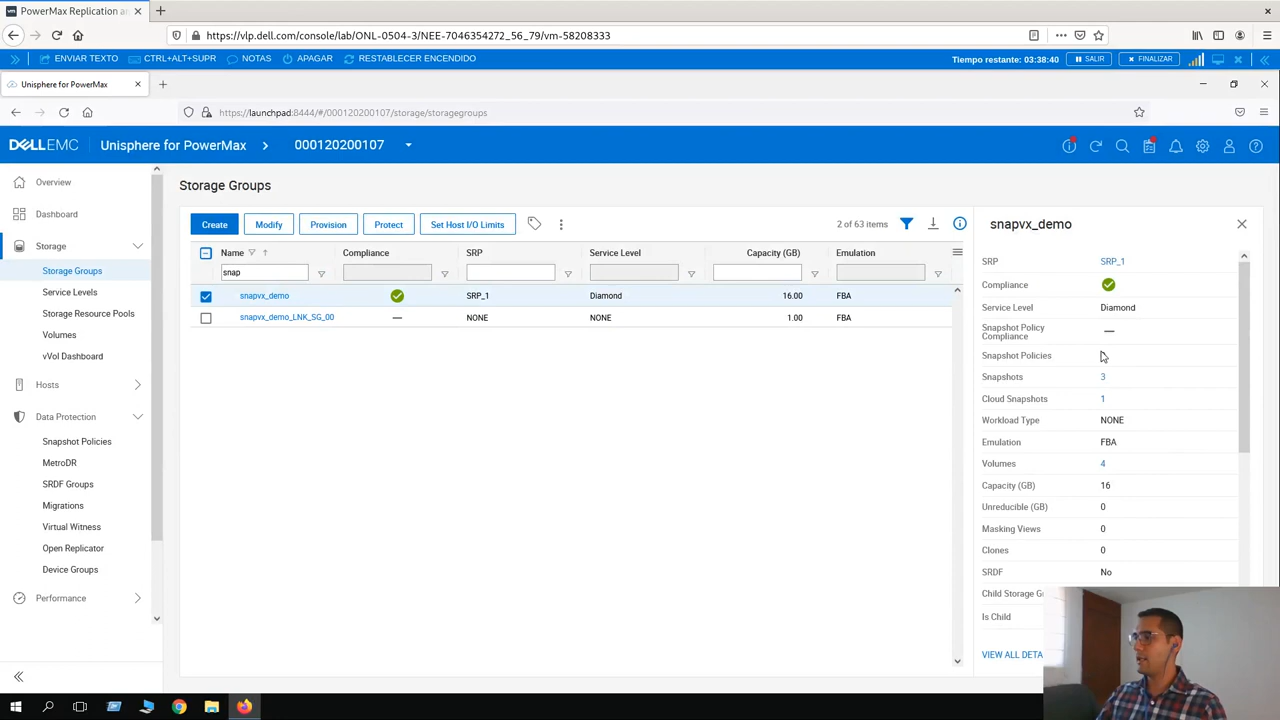 PowerMax Replication an
https://vlp.dell.com/console/lab/ONL-0504-3/NEE-7046354272_56_79/vm-58208333
ENVIAR TEXTO CTRL+ALT+SUPR NOTAS APAGAR RESTABLECER ENCENDIDO Tiempo restante: 03:38:40 SALIR FINALIZAR
Unisphere for PowerMax
https://launchpad:8444/#/000120200107/storage/storagegroups
DELLEMC Unisphere for PowerMax 000120200107
Overview
Dashboard
Storage
Storage Groups
Service Levels
Storage Resource Pools
Volumes
vVol Dashboard
Hosts
Data Protection
Snapshot Policies
MetroDR
SRDF Groups
Migrations
Virtual Witness
Open Replicator
Device Groups
Performance
Storage Groups
Create Modify Provision Protect Set Host I/O Limits 2 of 63 items
Name Compliance SRP Service Level Capacity (GB) Emulation
snap
snapvx_demo SRP_1 Diamond 16.00 FBA
snapvx_demo_LNK_SG_00 — NONE NONE 1.00 FBA
snapvx_demo
SRP SRP_1
Compliance
Service Level Diamond
Snapshot Policy
Compliance —
Snapshot Policies
Snapshots 3
Cloud Snapshots 1
Workload Type NONE
Emulation FBA
Volumes 4
Capacity (GB) 16
Unreducible (GB) 0
Masking Views 0
Clones 0
SRDF No
Child Storage G
Is Child
VIEW ALL DETA